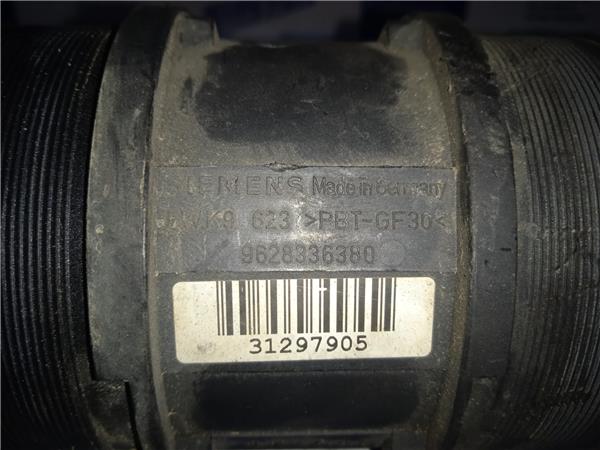 SIEMENS Made in Germany
5WK9 623 >PBT-GF30<
9628336380
31297905